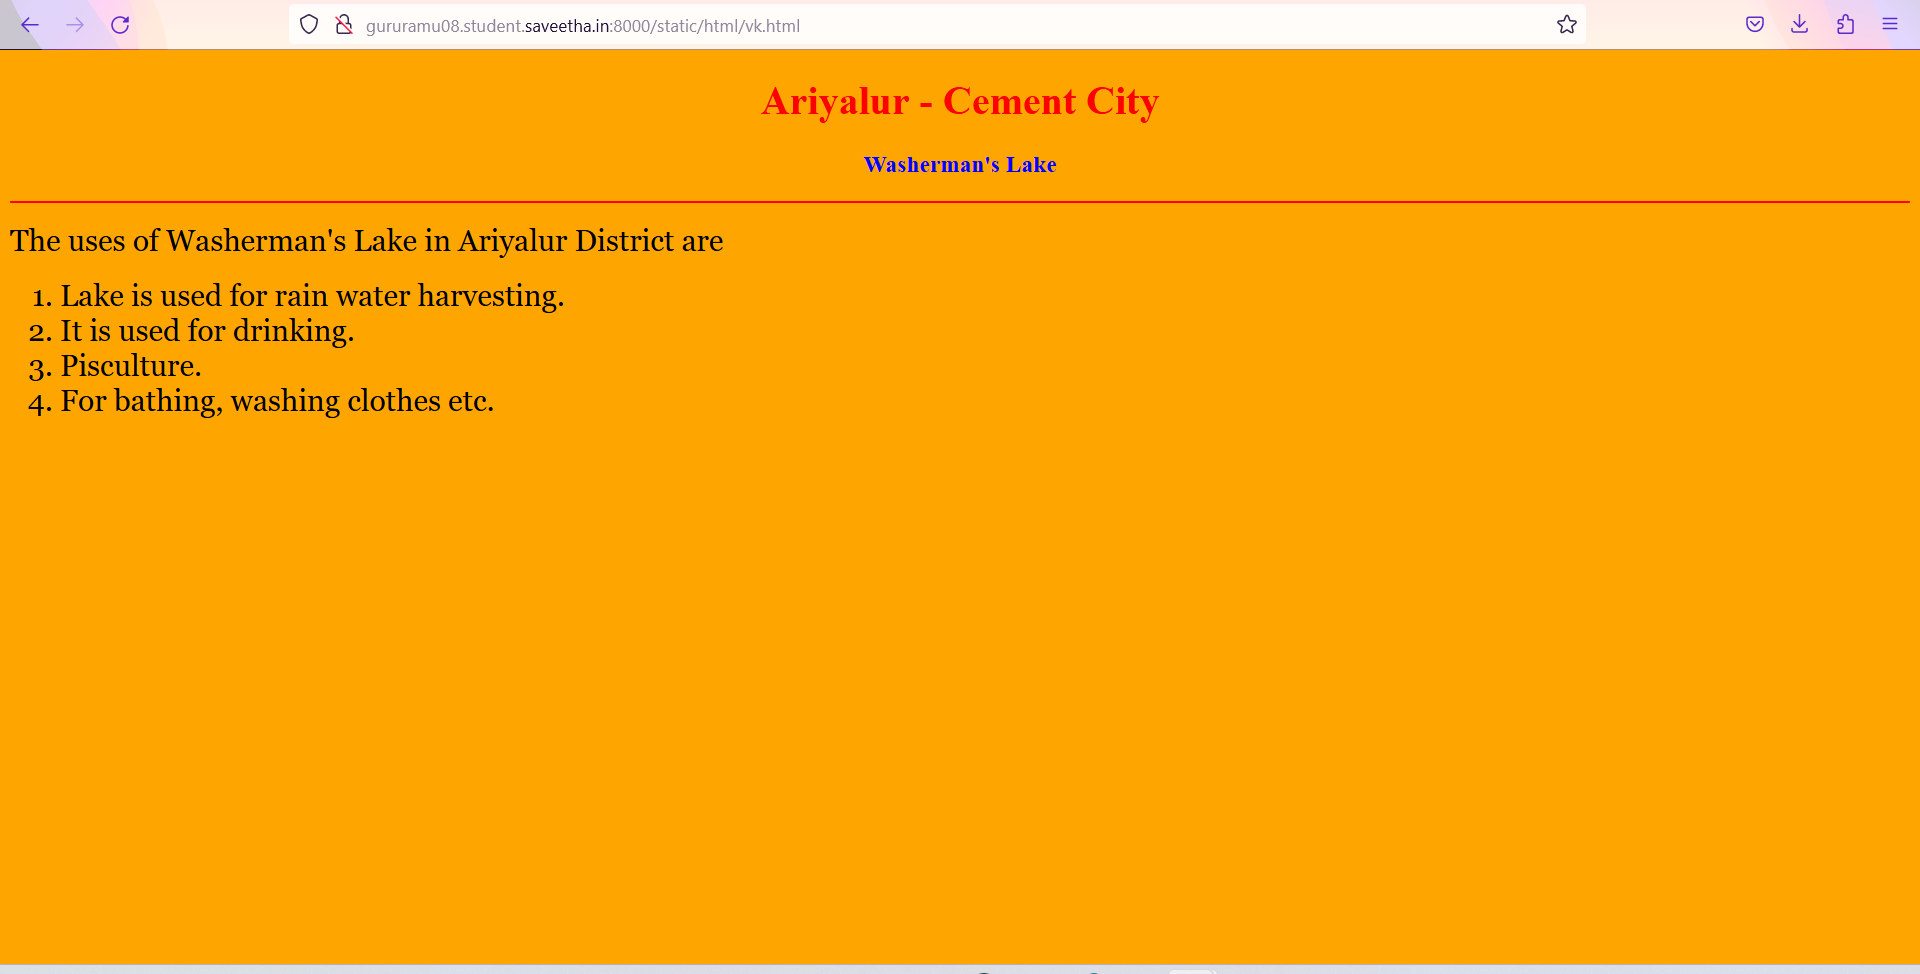 gururamu08.student.saveetha.in:8000/static/html/vk.html
Ariyalur - Cement City
Washerman's Lake
The uses of Washerman's Lake in Ariyalur District are
1. Lake is used for rain water harvesting.
2. It is used for drinking.
3. Pisculture.
4. For bathing, washing clothes etc.